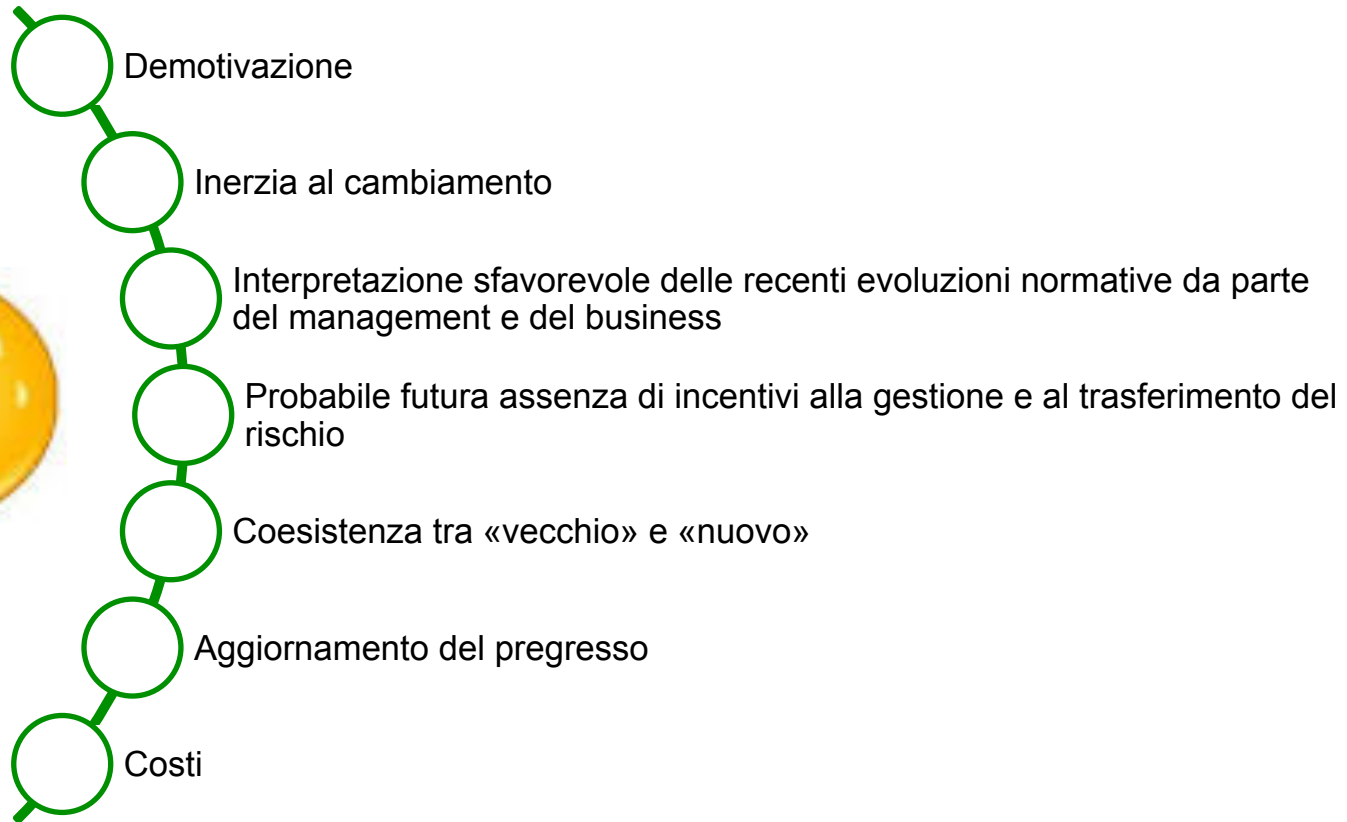 Demotivazione
Inerzia al cambiamento
Interpretazione sfavorevole delle recenti evoluzioni normative da parte
del management e del business
Probabile futura assenza di incentivi alla gestione e al trasferimento del
rischio
Coesistenza tra «vecchio» e «nuovo»
Aggiornamento del pregresso
Costi